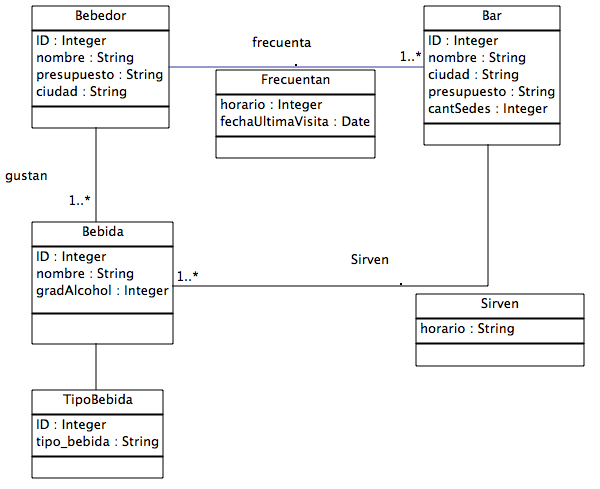 Bebedor
ID : Integer
nombre : String
presupuesto : String
ciudad : String
frecuenta
1..*
Bar
ID : Integer
nombre : String
ciudad : String
presupuesto : String
cantSedes : Integer
Frecuentan
horario : Integer
fechaUltimaVisita : Date
gustan
1..*
Bebida
ID : Integer
nombre : String
gradAlcohol : Integer
1..*
Sirven
Sirven
horario : String
TipoBebida
ID : Integer
tipo_bebida : String